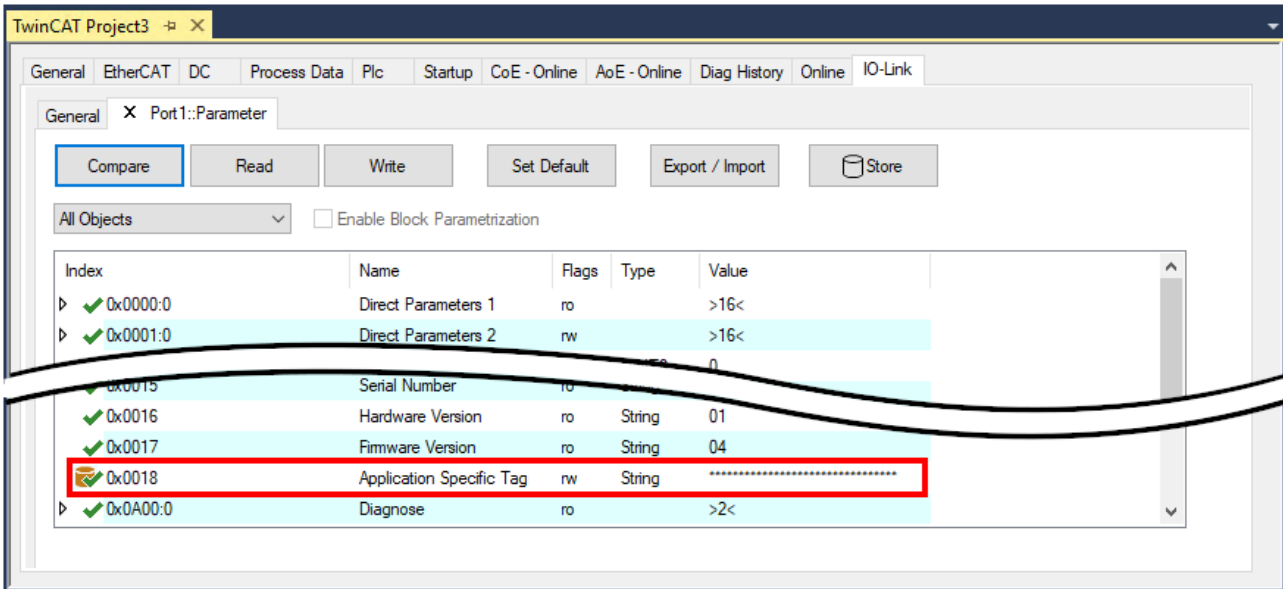 TwinCAT Project3
General EtherCAT DC Process Data Plc Startup CoE - Online AoE - Online Diag History Online IO-Link
General X Port1::Parameter
Compare Read Write Set Default Export / Import Store
All Objects Enable Block Parametrization
Index Name Flags Type Value
0x0000:0 Direct Parameters 1 ro >16<
0x0001:0 Direct Parameters 2 rw >16<
0
0x0015 Serial Number ro
0x0016 Hardware Version ro String 01
0x0017 Firmware Version ro String 04
0x0018 Application Specific Tag rw String ********************************
0x0A00:0 Diagnose ro >2<